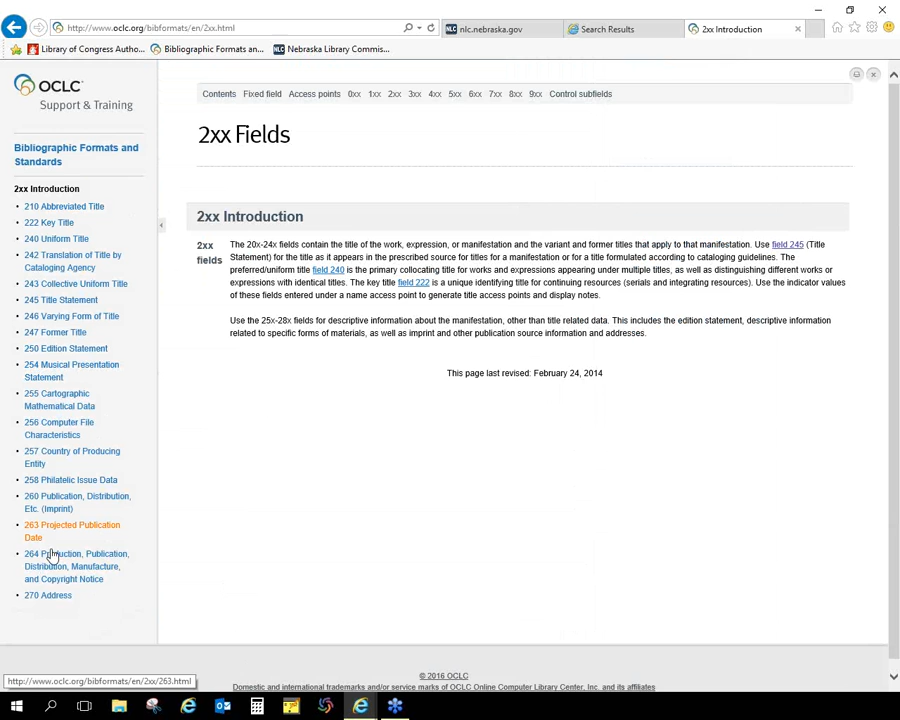 http://www.oclc.org/bibformats/en/2xx.html
nlc.nebraska.gov
Search Results
2xx Introduction
Library of Congress Autho...
Bibliographic Formats an...
NLC Nebraska Library Commis...
OCLC
Support & Training
Bibliographic Formats and
Standards
2xx Introduction
• 210 Abbreviated Title
• 222 Key Title
• 240 Uniform Title
• 242 Translation of Title by
Cataloging Agency
• 243 Collective Uniform Title
• 245 Title Statement
• 246 Varying Form of Title
• 247 Former Title
• 250 Edition Statement
• 254 Musical Presentation
Statement
• 255 Cartographic
Mathematical Data
• 256 Computer File
Characteristics
• 257 Country of Producing
Entity
• 258 Philatelic Issue Data
• 260 Publication, Distribution,
Etc. (Imprint)
• 263 Projected Publication
Date
• 264 Production, Publication,
Distribution, Manufacture,
and Copyright Notice
• 270 Address
Contents Fixed field Access points 0xx 1xx 2xx 3xx 4xx 5xx 6xx 7xx 8xx 9xx Control subfields
2xx Fields
2xx Introduction
2xx
fields
The 20x-24x fields contain the title of the work, expression, or manifestation and the variant and former titles that apply to that manifestation. Use field 245 (Title
Statement) for the title as it appears in the prescribed source for titles for a manifestation or for a title formulated according to cataloging guidelines. The
preferred/uniform title field 240 is the primary collocating title for works and expressions appearing under multiple titles, as well as distinguishing different works or
expressions with identical titles. The key title field 222 is a unique identifying title for continuing resources (serials and integrating resources). Use the indicator values
of these fields entered under a name access point to generate title access points and display notes.
Use the 25x-28x fields for descriptive information about the manifestation, other than title related data. This includes the edition statement, descriptive information
related to specific forms of materials, as well as imprint and other publication source information and addresses.
This page last revised: February 24, 2014
© 2016 OCLC
Domestic and international trademarks and/or service marks of OCLC Online Computer Library Center, Inc. and its affiliates
http://www.oclc.org/bibformats/en/2xx/263.html